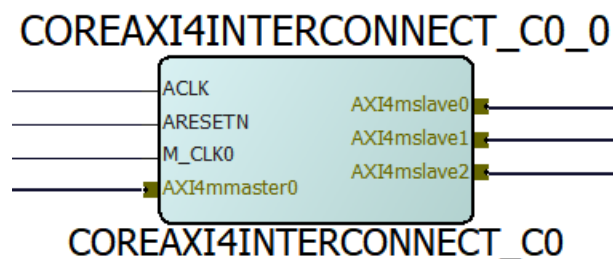 COREAXI4INTERCONNECT_C0_0
ACLK
ARESETN
M_CLK0
AXI4mmaster0
AXI4mslave0
AXI4mslave1
AXI4mslave2
COREAXI4INTERCONNECT_C0